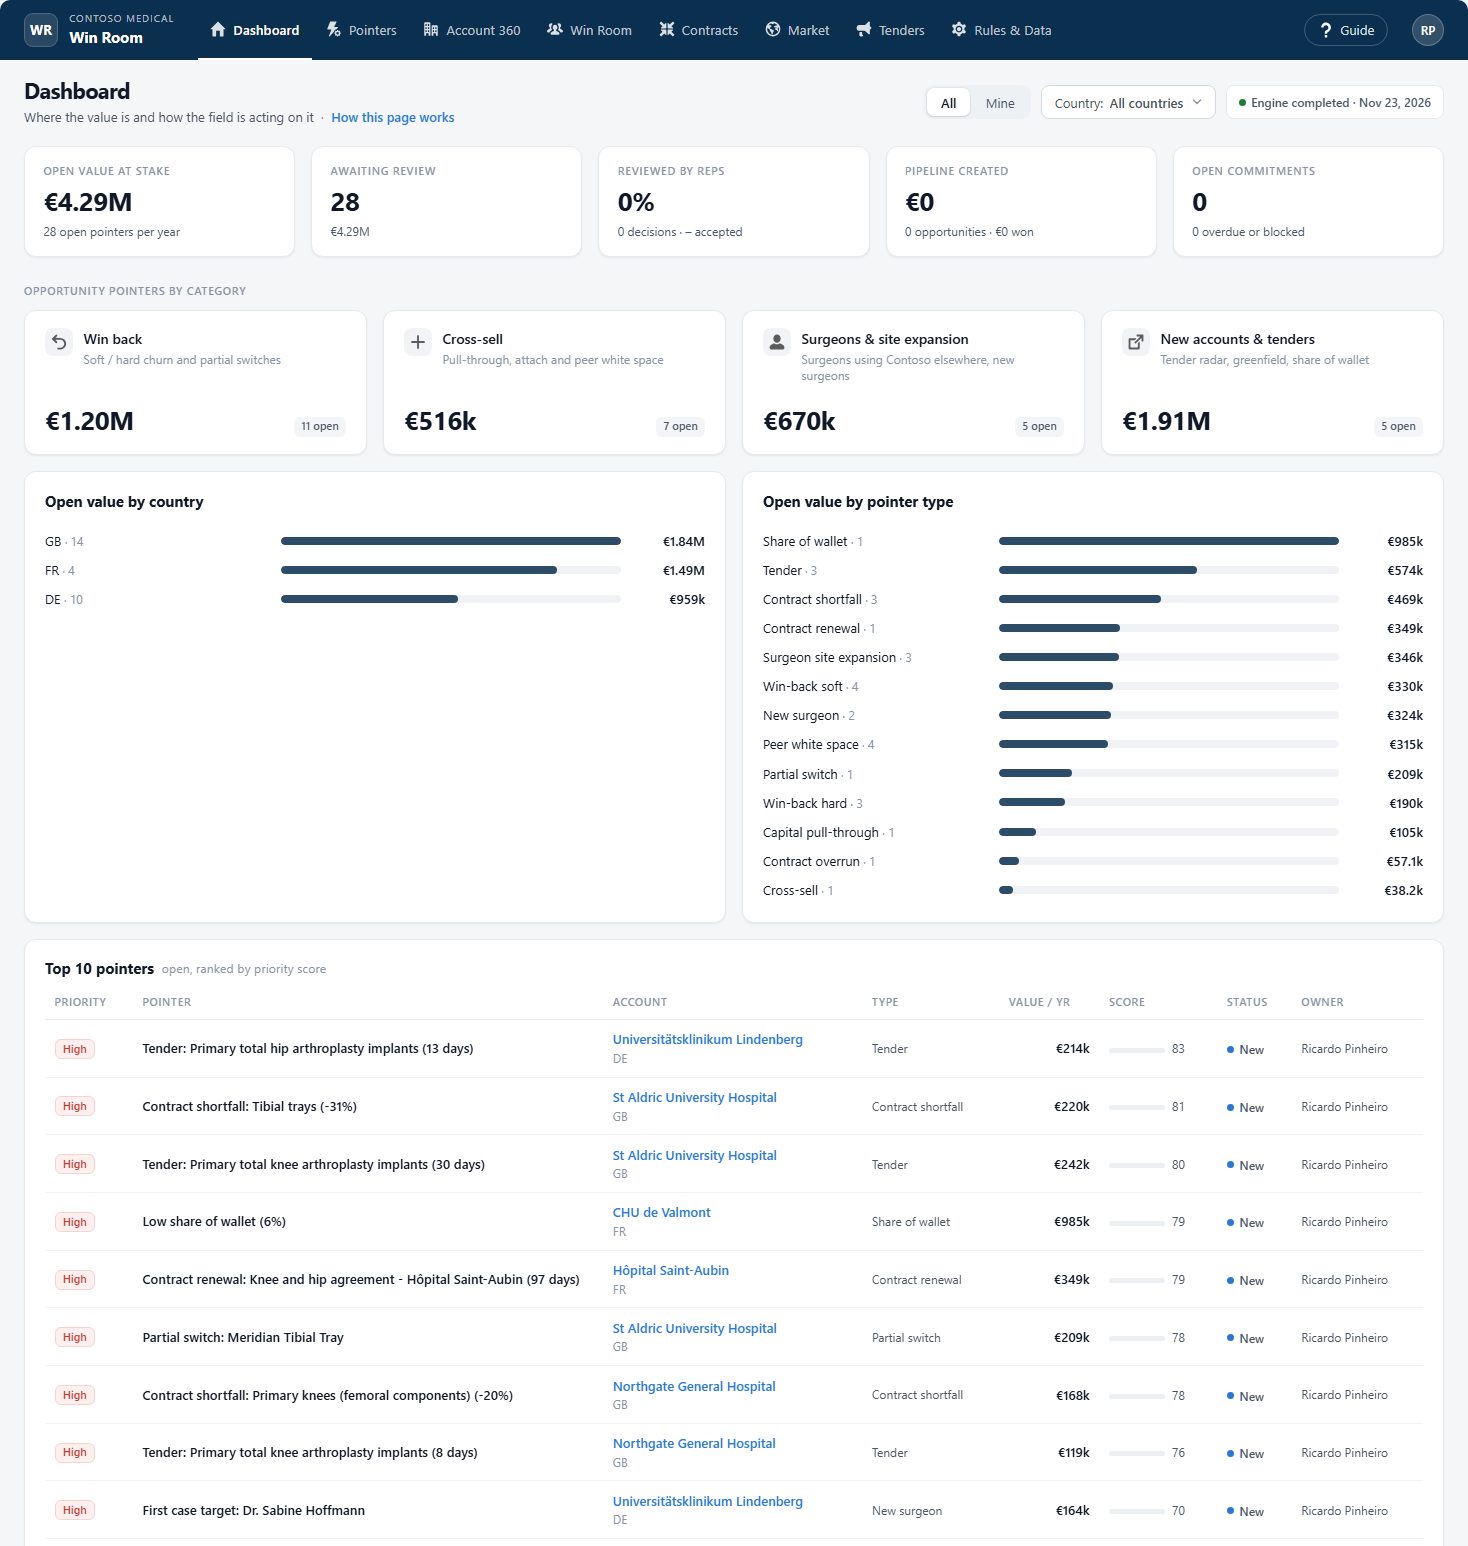 WR
CONTOSO MEDICAL
Win Room
Dashboard
Pointers
Account 360
Win Room
Contracts
Market
Tenders
Rules & Data
? Guide
RP
Dashboard
Where the value is and how the field is acting on it · How this page works
All
Mine
Country: All countries
Engine completed · Nov 23, 2026
OPEN VALUE AT STAKE
€4.29M
28 open pointers per year
AWAITING REVIEW
28
€4.29M
REVIEWED BY REPS
0%
0 decisions · – accepted
PIPELINE CREATED
€0
0 opportunities · €0 won
OPEN COMMITMENTS
0
0 overdue or blocked
OPPORTUNITY POINTERS BY CATEGORY
Win back
Soft / hard churn and partial switches
€1.20M
11 open
Cross-sell
Pull-through, attach and peer white space
€516k
7 open
Surgeons & site expansion
Surgeons using Contoso elsewhere, new
surgeons
€670k
5 open
New accounts & tenders
Tender radar, greenfield, share of wallet
€1.91M
5 open
Open value by country
GB · 14 €1.84M
FR · 4 €1.49M
DE · 10 €959k
Open value by pointer type
Share of wallet · 1 €985k
Tender · 3 €574k
Contract shortfall · 3 €469k
Contract renewal · 1 €349k
Surgeon site expansion · 3 €346k
Win-back soft · 4 €330k
New surgeon · 2 €324k
Peer white space · 4 €315k
Partial switch · 1 €209k
Win-back hard · 3 €190k
Capital pull-through · 1 €105k
Contract overrun · 1 €57.1k
Cross-sell · 1 €38.2k
Top 10 pointers open, ranked by priority score
PRIORITY POINTER ACCOUNT TYPE VALUE / YR SCORE STATUS OWNER
High Tender: Primary total hip arthroplasty implants (13 days) Universitätsklinikum Lindenberg Tender €214k 83 New Ricardo Pinheiro
DE
High Contract shortfall: Tibial trays (-31%) St Aldric University Hospital Contract shortfall €220k 81 New Ricardo Pinheiro
GB
High Tender: Primary total knee arthroplasty implants (30 days) St Aldric University Hospital Tender €242k 80 New Ricardo Pinheiro
GB
High Low share of wallet (6%) CHU de Valmont Share of wallet €985k 79 New Ricardo Pinheiro
FR
High Contract renewal: Knee and hip agreement - Hôpital Saint-Aubin (97 days) Hôpital Saint-Aubin Contract renewal €349k 79 New Ricardo Pinheiro
FR
High Partial switch: Meridian Tibial Tray St Aldric University Hospital Partial switch €209k 78 New Ricardo Pinheiro
GB
High Contract shortfall: Primary knees (femoral components) (-20%) Northgate General Hospital Contract shortfall €168k 78 New Ricardo Pinheiro
GB
High Tender: Primary total knee arthroplasty implants (8 days) Northgate General Hospital Tender €119k 76 New Ricardo Pinheiro
GB
High First case target: Dr. Sabine Hoffmann Universitätsklinikum Lindenberg New surgeon €164k 70 New Ricardo Pinheiro
DE